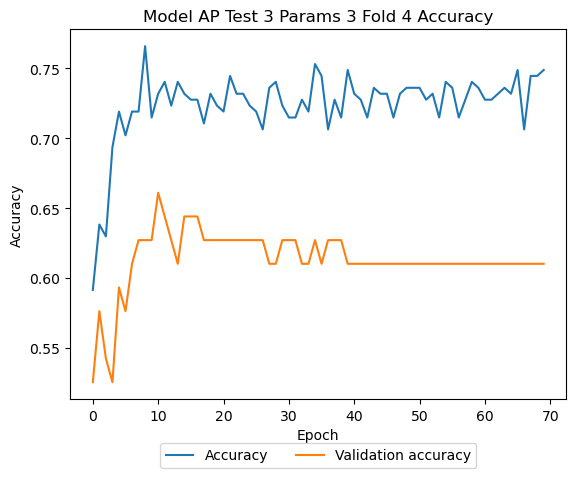 Model AP Test 3 Params 3 Fold 4 Accuracy
Accuracy
0.75
0.70
0.65
0.60
0.55
0 10 20 30 40 50 60 70
Epoch
Accuracy Validation accuracy